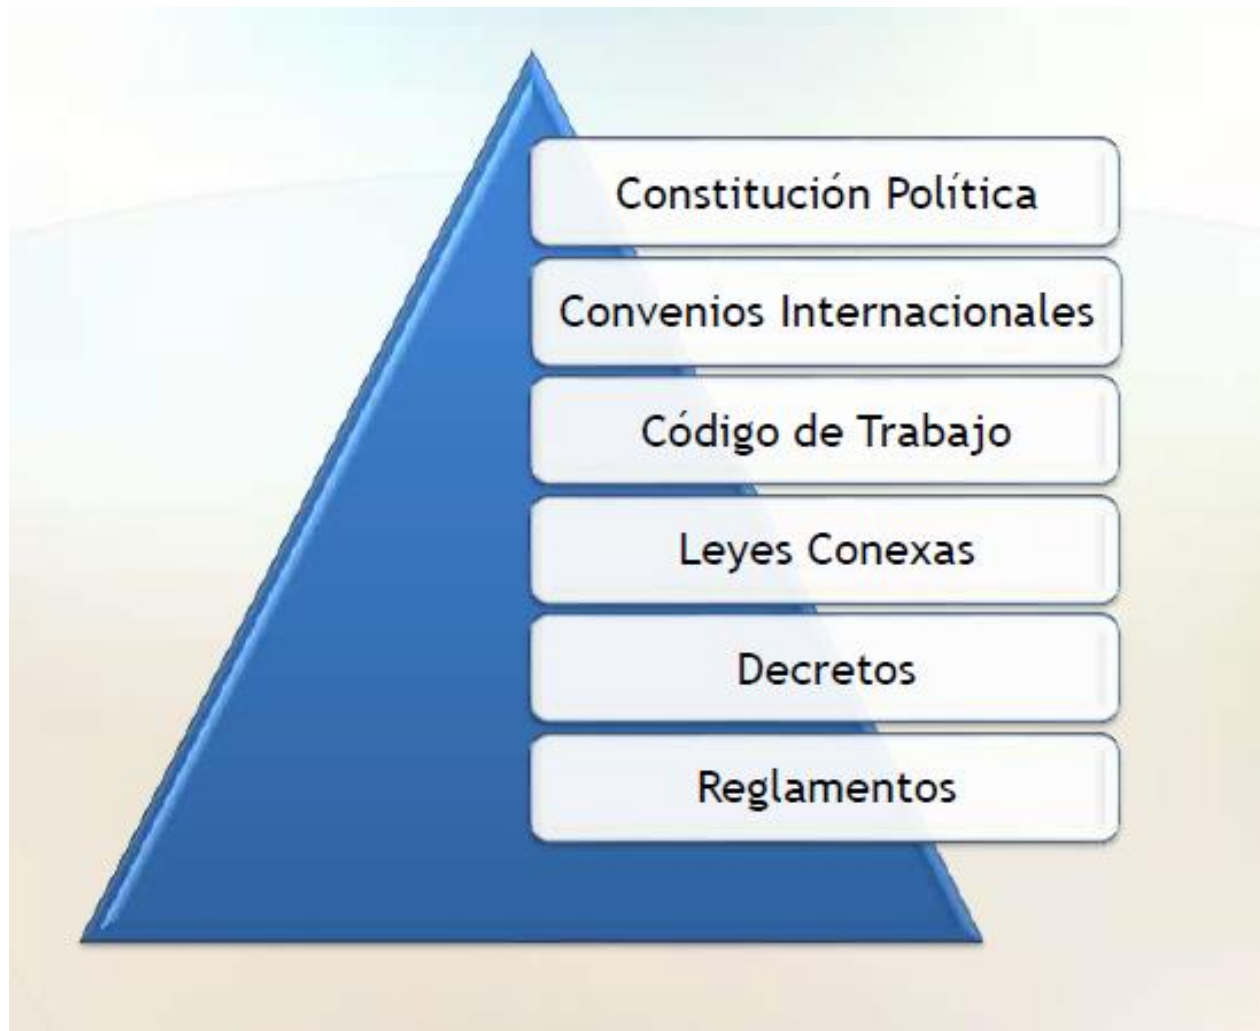 Constitución Política
Convenios Internacionales
Código de Trabajo
Leyes Conexas
Decretos
Reglamentos